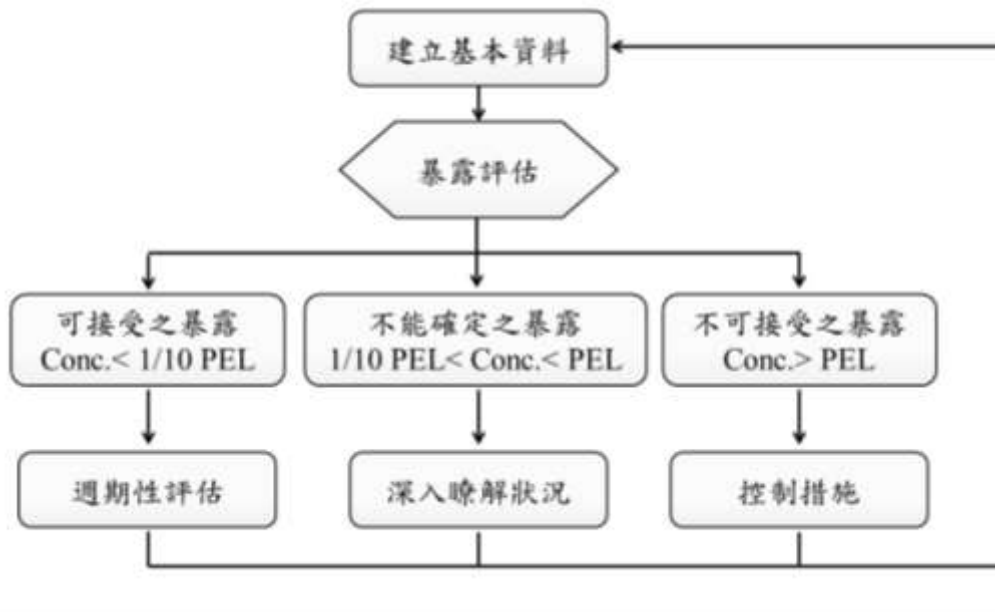 建立基本資料
暴露評估
可接受之暴露
Conc.< 1/10 PEL
不能確定之暴露
1/10 PEL< Conc.< PEL
不可接受之暴露
Conc.> PEL
週期性評估
深入瞭解狀況
控制措施